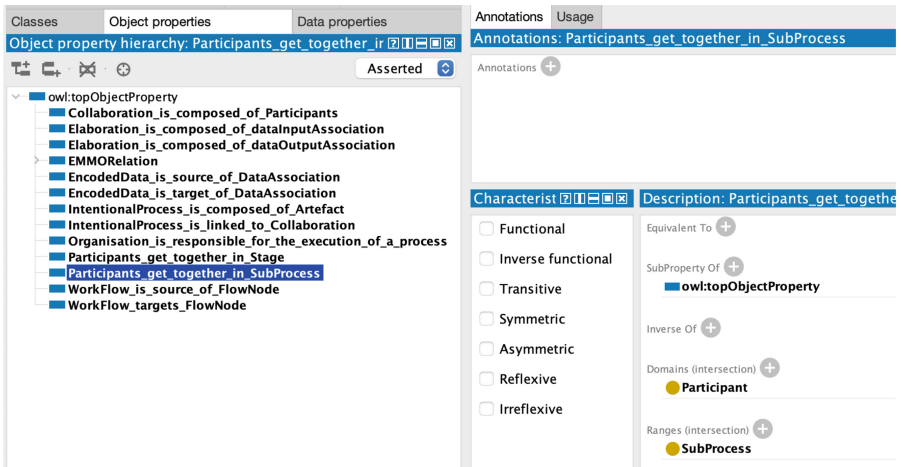 Classes Object properties Data properties
Object property hierarchy: Participants_get_together_ir
Asserted
owl:topObjectProperty
Collaboration_is_composed_of_Participants
Elaboration_is_composed_of_dataInputAssociation
Elaboration_is_composed_of_dataOutputAssociation
EMMORelation
EncodedData_is_source_of_DataAssociation
EncodedData_is_target_of_DataAssociation
IntentionalProcess_is_composed_of_Artefact
IntentionalProcess_is_linked_to_Collaboration
Organisation_is_responsible_for_the_execution_of_a_process
Participants_get_together_in_Stage
Participants_get_together_in_SubProcess
WorkFlow_is_source_of_FlowNode
WorkFlow_targets_FlowNode
Annotations Usage
Annotations: Participants_get_together_in_SubProcess
Annotations
Characterist
Functional
Inverse functional
Transitive
Symmetric
Asymmetric
Reflexive
Irreflexive
Description: Participants_get_togethe
Equivalent To
SubProperty Of
owl:topObjectProperty
Inverse Of
Domains (intersection)
Participant
Ranges (intersection)
SubProcess